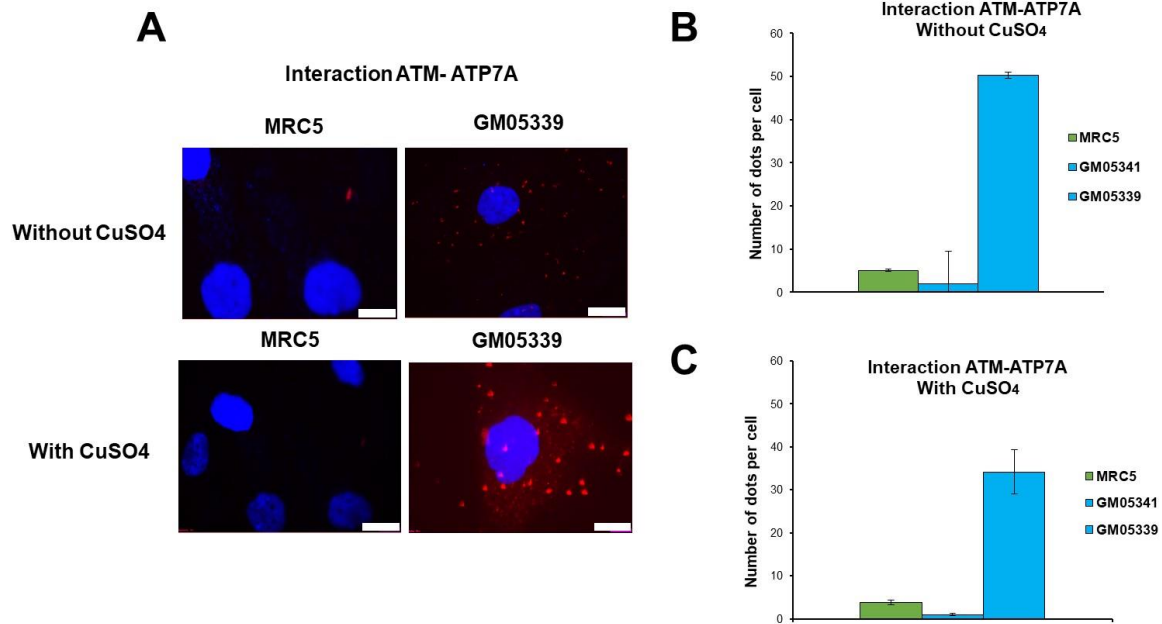 A
Interaction ATM- ATP7A
MRC5
GM05339
Without CuSO4
MRC5
GM05339
With CuSO4
B
Interaction ATM-ATP7A
Without CuSO4
Number of dots per cell
60
50
40
30
20
10
0
MRC5
GM05341
GM05339
C
Interaction ATM-ATP7A
With CuSO4
Number of dots per cell
60
50
40
30
20
10
0
MRC5
GM05341
GM05339